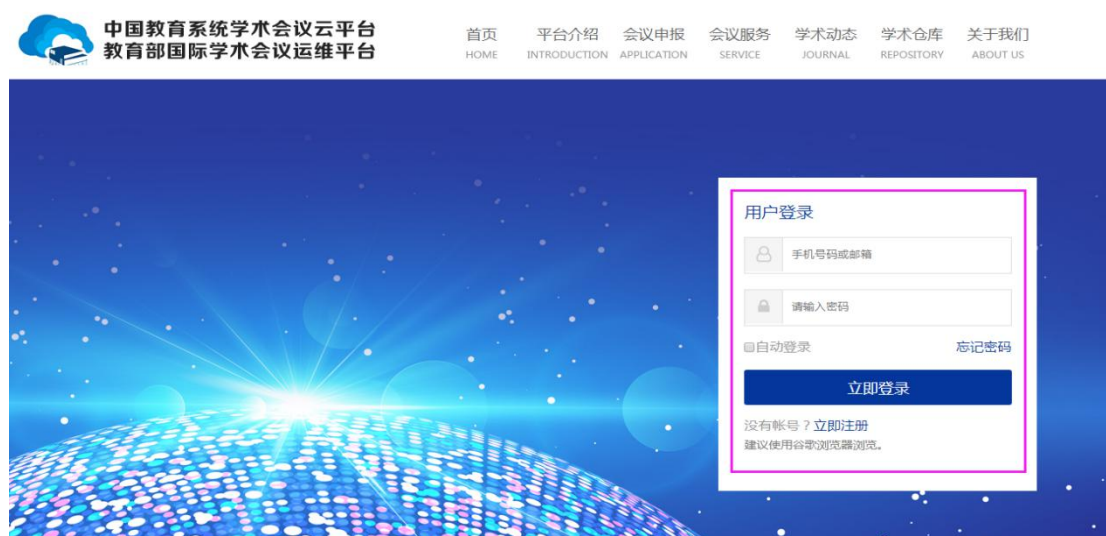 中国教育系统学术会议云平台
教育部国际学术会议运维平台
首页 平台介绍 会议申报 会议服务 学术动态 学术仓库 关于我们
HOME INTRODUCTION APPLICATION SERVICE JOURNAL REPOSITORY ABOUT US
用户登录
手机号码或邮箱
请输入密码
自动登录 忘记密码
立即登录
没有帐号？立即注册
建议使用谷歌浏览器浏览。